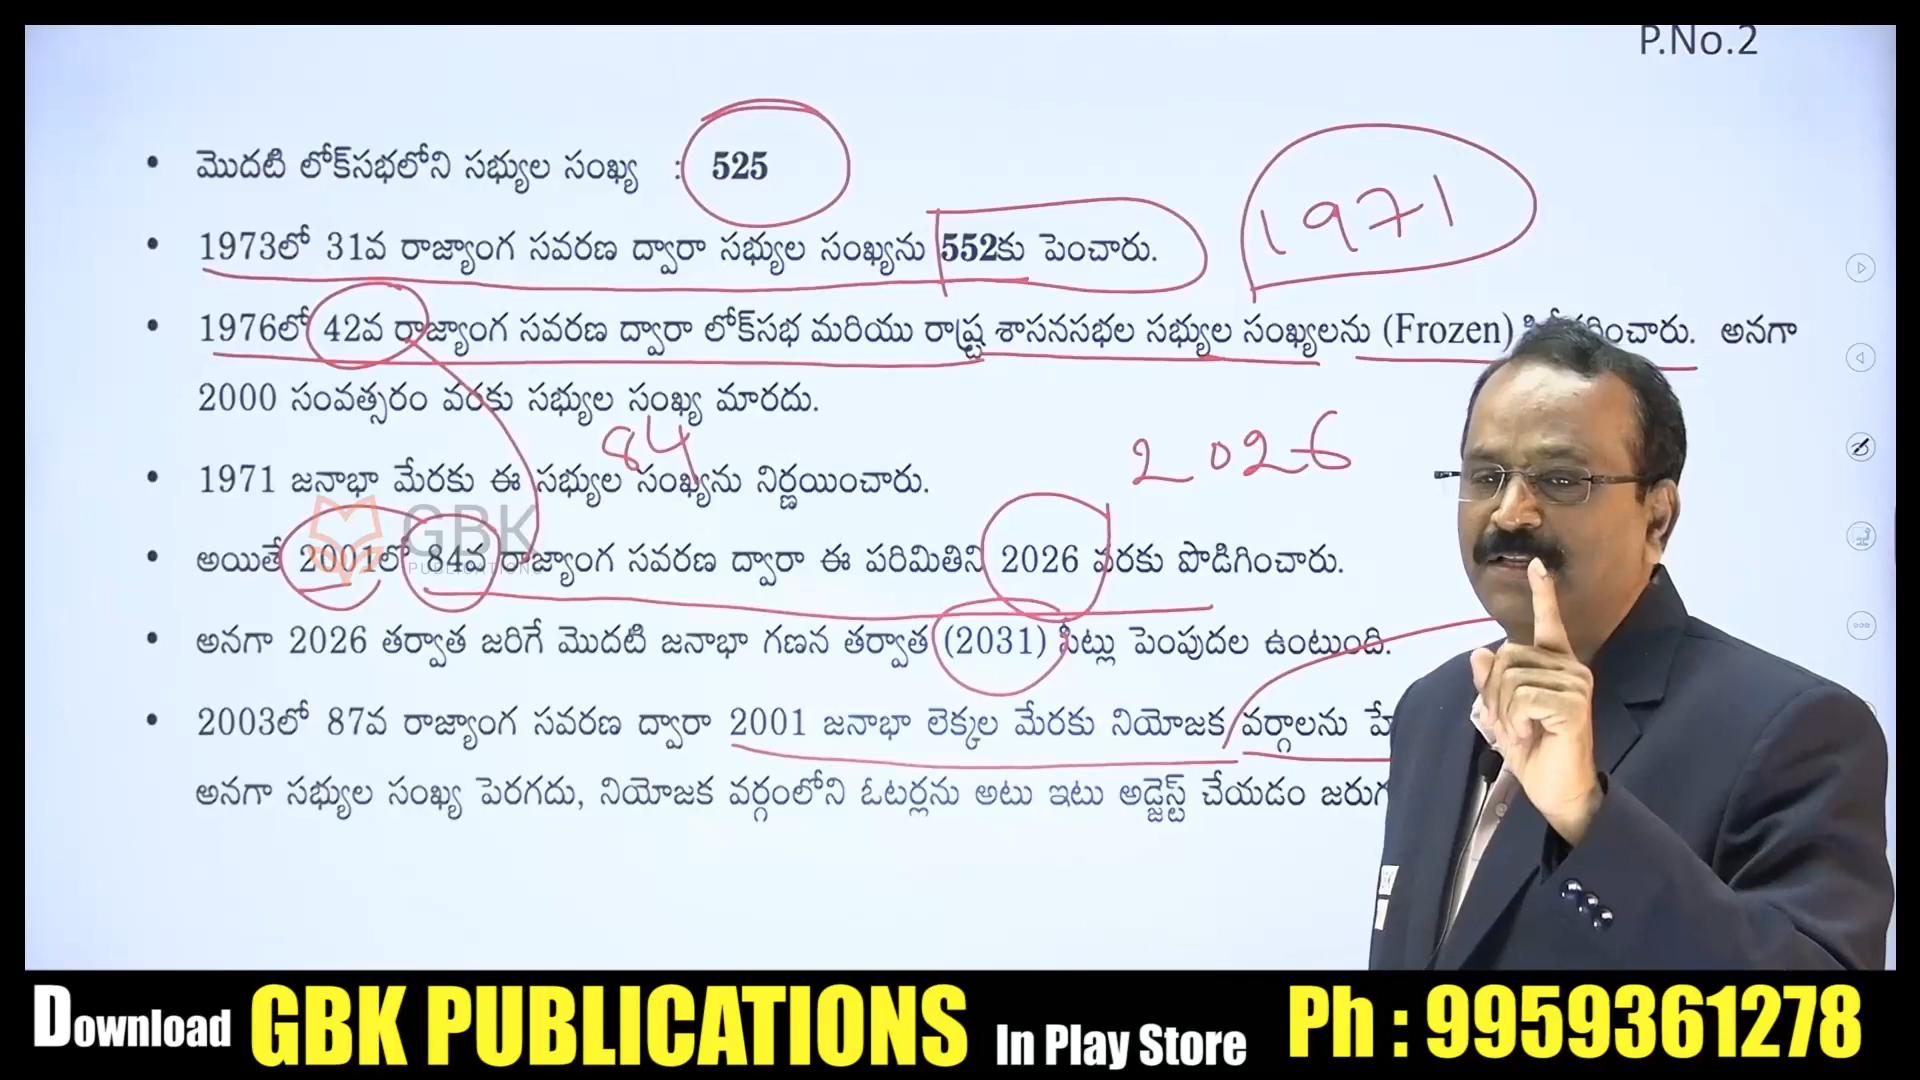 P.No.2
• మొదటి లోక్‌సభలోని సభ్యుల సంఖ్య : 525
1971
• 1973లో 31వ రాజ్యాంగ సవరణ ద్వారా సభ్యుల సంఖ్యను 552కు పెంచారు.
• 1976లో 42వ రాజ్యాంగ సవరణ ద్వారా లోక్‌సభ మరియు రాష్ట్ర శాసనసభల సభ్యుల సంఖ్యలను (Frozen) అనగా
2000 సంవత్సరం వరకు సభ్యుల సంఖ్య మారదు.
84 2026
• 1971 జనాభా మేరకు ఈ సభ్యుల సంఖ్యను నిర్ణయించారు.
• అయితే 2001లో 84వ రాజ్యాంగ సవరణ ద్వారా ఈ పరిమితిని 2026 వరకు పొడిగించారు.
GBK
PUBLICATIONS
• అనగా 2026 తర్వాత జరిగే మొదటి జనాభా గణన తర్వాత (2031) సీట్లు పెంపుదల ఉంటుంది.
• 2003లో 87వ రాజ్యాంగ సవరణ ద్వారా 2001 జనాభా లెక్కల మేరకు నియోజక వర్గాలను
అనగా సభ్యుల సంఖ్య పెరగదు, నియోజక వర్గంలోని ఓటర్లను అటు ఇటు అడ్జెస్ట్ చేయడం
Download GBK PUBLICATIONS In Play Store Ph : 9959361278